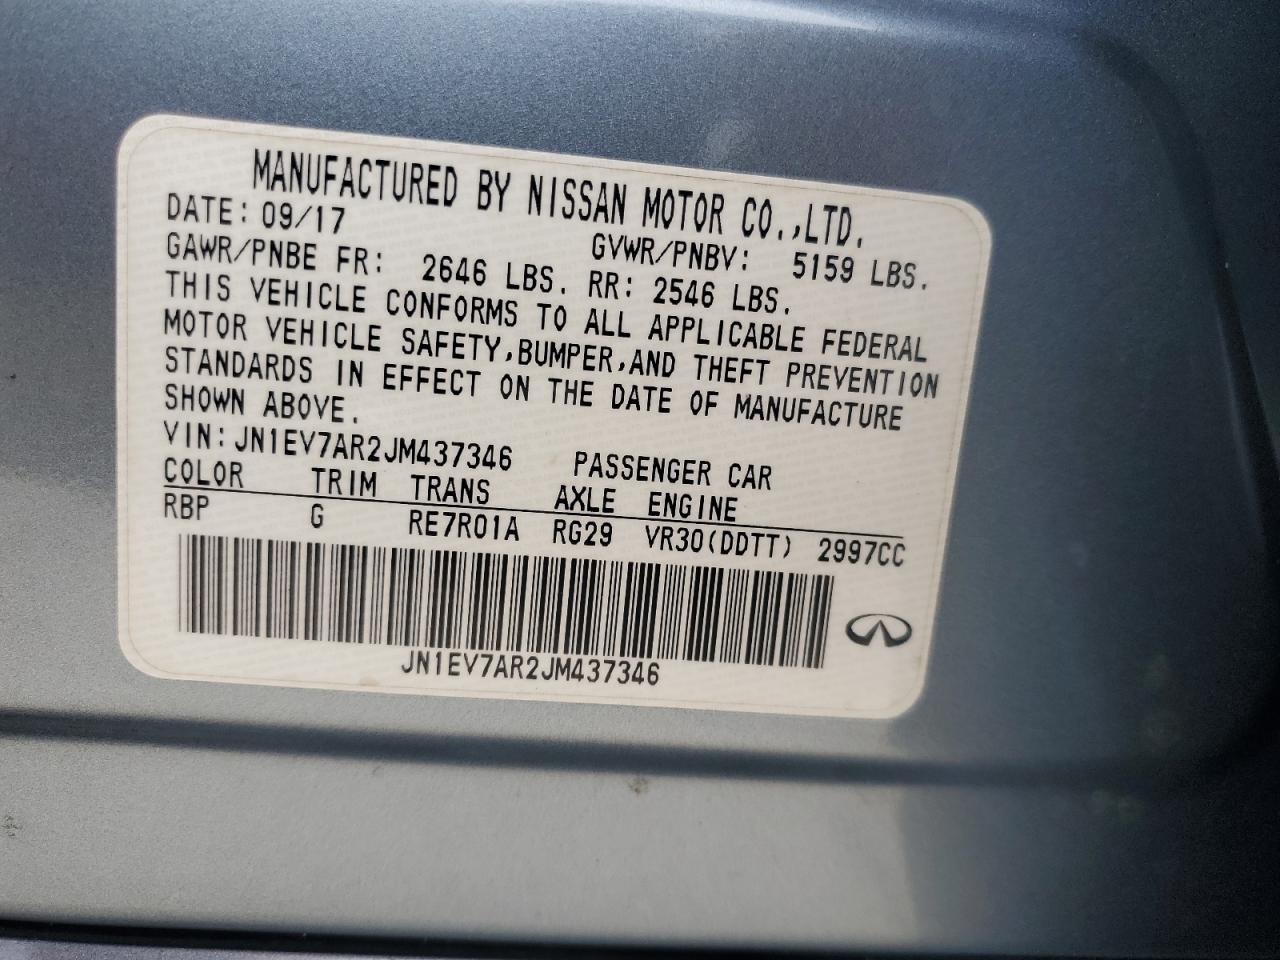 MANUFACTURED BY NISSAN MOTOR CO.,LTD.
DATE: 09/17
GAWR/PNBE FR: 2646 LBS. RR: 2546 LBS. GVWR/PNBV: 5159 LBS.
THIS VEHICLE CONFORMS TO ALL APPLICABLE FEDERAL
MOTOR VEHICLE SAFETY,BUMPER,AND THEFT PREVENTION
STANDARDS IN EFFECT ON THE DATE OF MANUFACTURE
SHOWN ABOVE.
VIN: JN1EV7AR2JM437346 PASSENGER CAR
COLOR TRIM TRANS AXLE ENGINE
RBP G RE7R01A RG29 VR30(DDTT) 2997CC
JN1EV7AR2JM437346